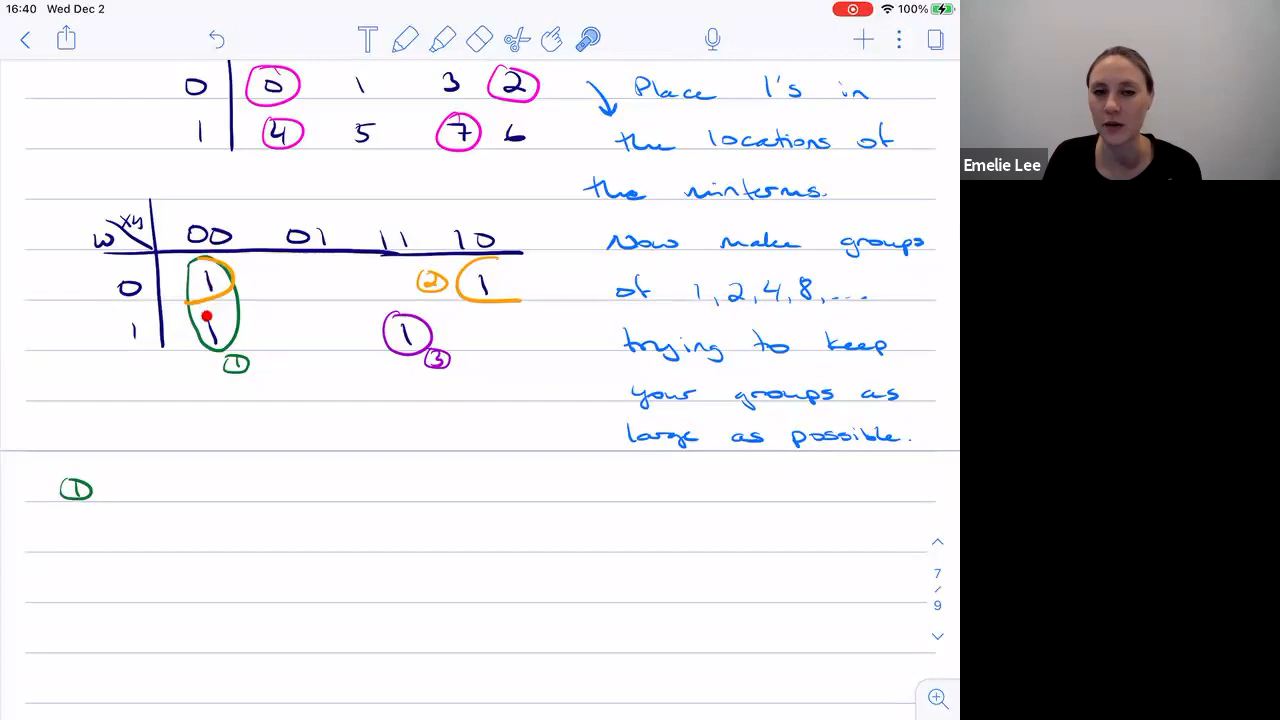 16:40 Wed Dec 2
100%
T
0 0 1 3 2
1 4 5 7 6
Place 1's in
the locations of
the minterms.
w xy 00 01 11 10
0 1 2 1
1 1 1
1 3
Now make groups
of 1, 2, 4, 8, ...
trying to keep
your groups as
large as possible.
1
7
/
9
Emelie Lee